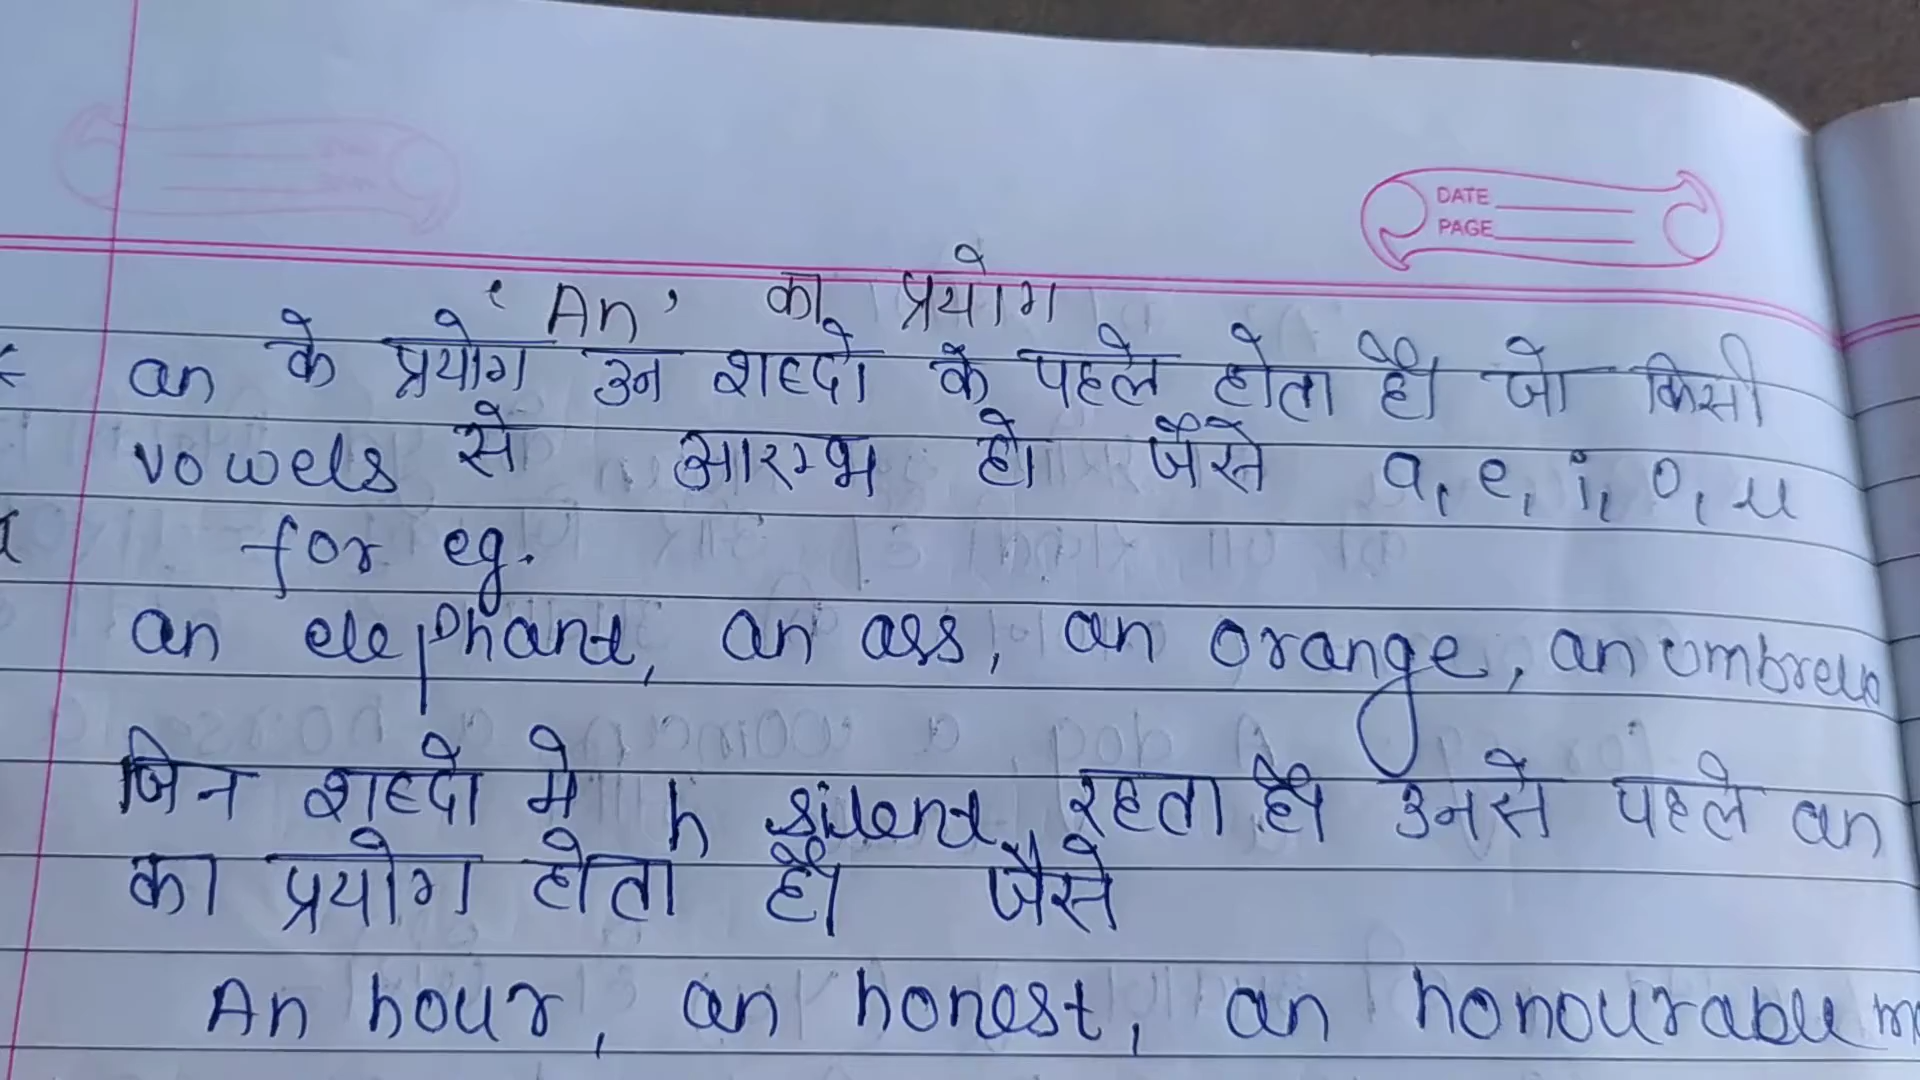 DATE
PAGE
'An' का प्रयोग
an के प्रयोग उन शब्दो के पहले होता है। जो किसी
vowels से आरम्भ हो। जैसे a, e, i, o, u
for eg.
an elephant, an ass, an orange, an umbrella
जिन शब्दो मे h silent रहता है। उनसे पहले an
का प्रयोग होता है। जैसे
An hour, an honest, an honourable